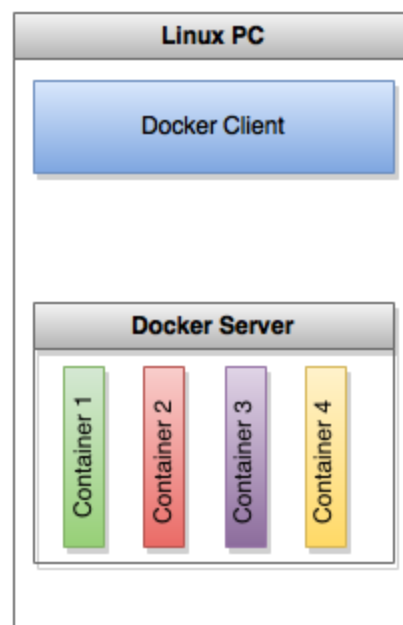 Linux PC
Docker Client
Docker Server
Container 1
Container 2
Container 3
Container 4